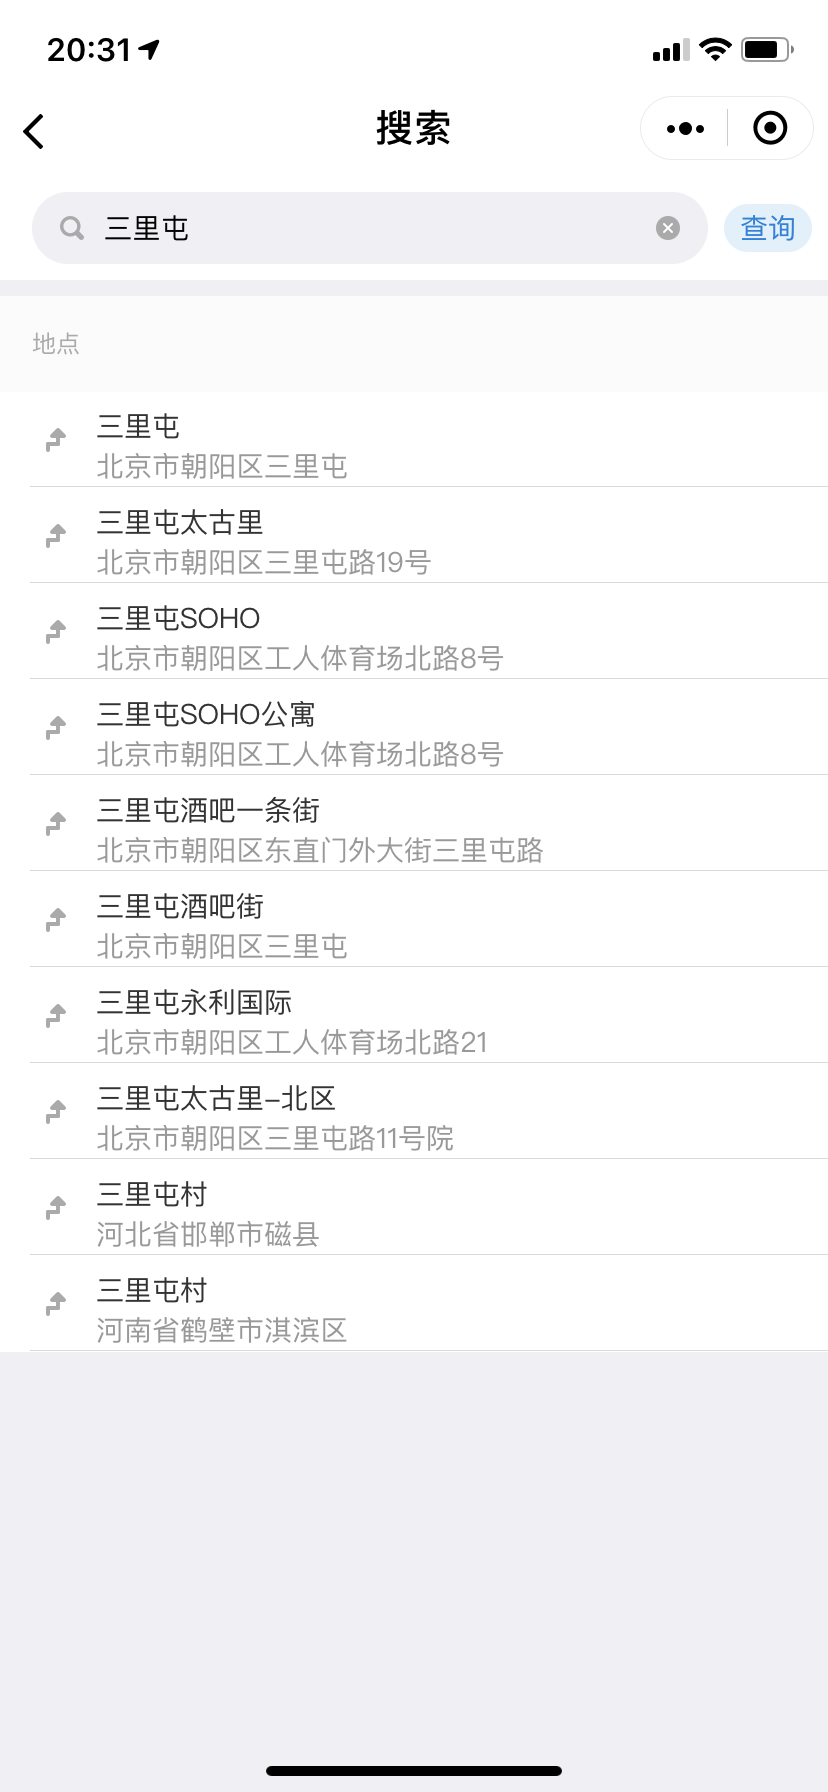 20:31
搜索
三里屯
查询
地点
三里屯
北京市朝阳区三里屯
三里屯太古里
北京市朝阳区三里屯路19号
三里屯SOHO
北京市朝阳区工人体育场北路8号
三里屯SOHO公寓
北京市朝阳区工人体育场北路8号
三里屯酒吧一条街
北京市朝阳区东直门外大街三里屯路
三里屯酒吧街
北京市朝阳区三里屯
三里屯永利国际
北京市朝阳区工人体育场北路21
三里屯太古里-北区
北京市朝阳区三里屯路11号院
三里屯村
河北省邯郸市磁县
三里屯村
河南省鹤壁市淇滨区